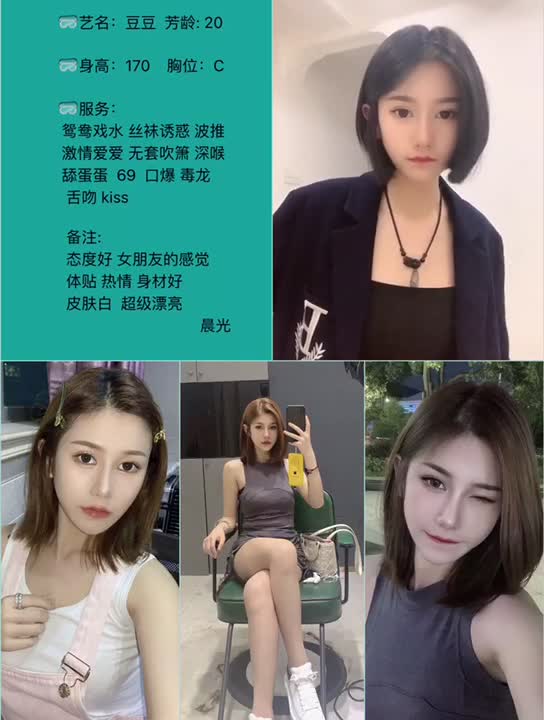 艺名：豆豆 芳龄: 20
身高：170 胸位：C
服务：
鸳鸯戏水 丝袜诱惑 波推
激情爱爱 无套吹箫 深喉
舔蛋蛋 69 口爆 毒龙
舌吻 kiss
备注:
态度好 女朋友的感觉
体贴 热情 身材好
皮肤白 超级漂亮
晨光